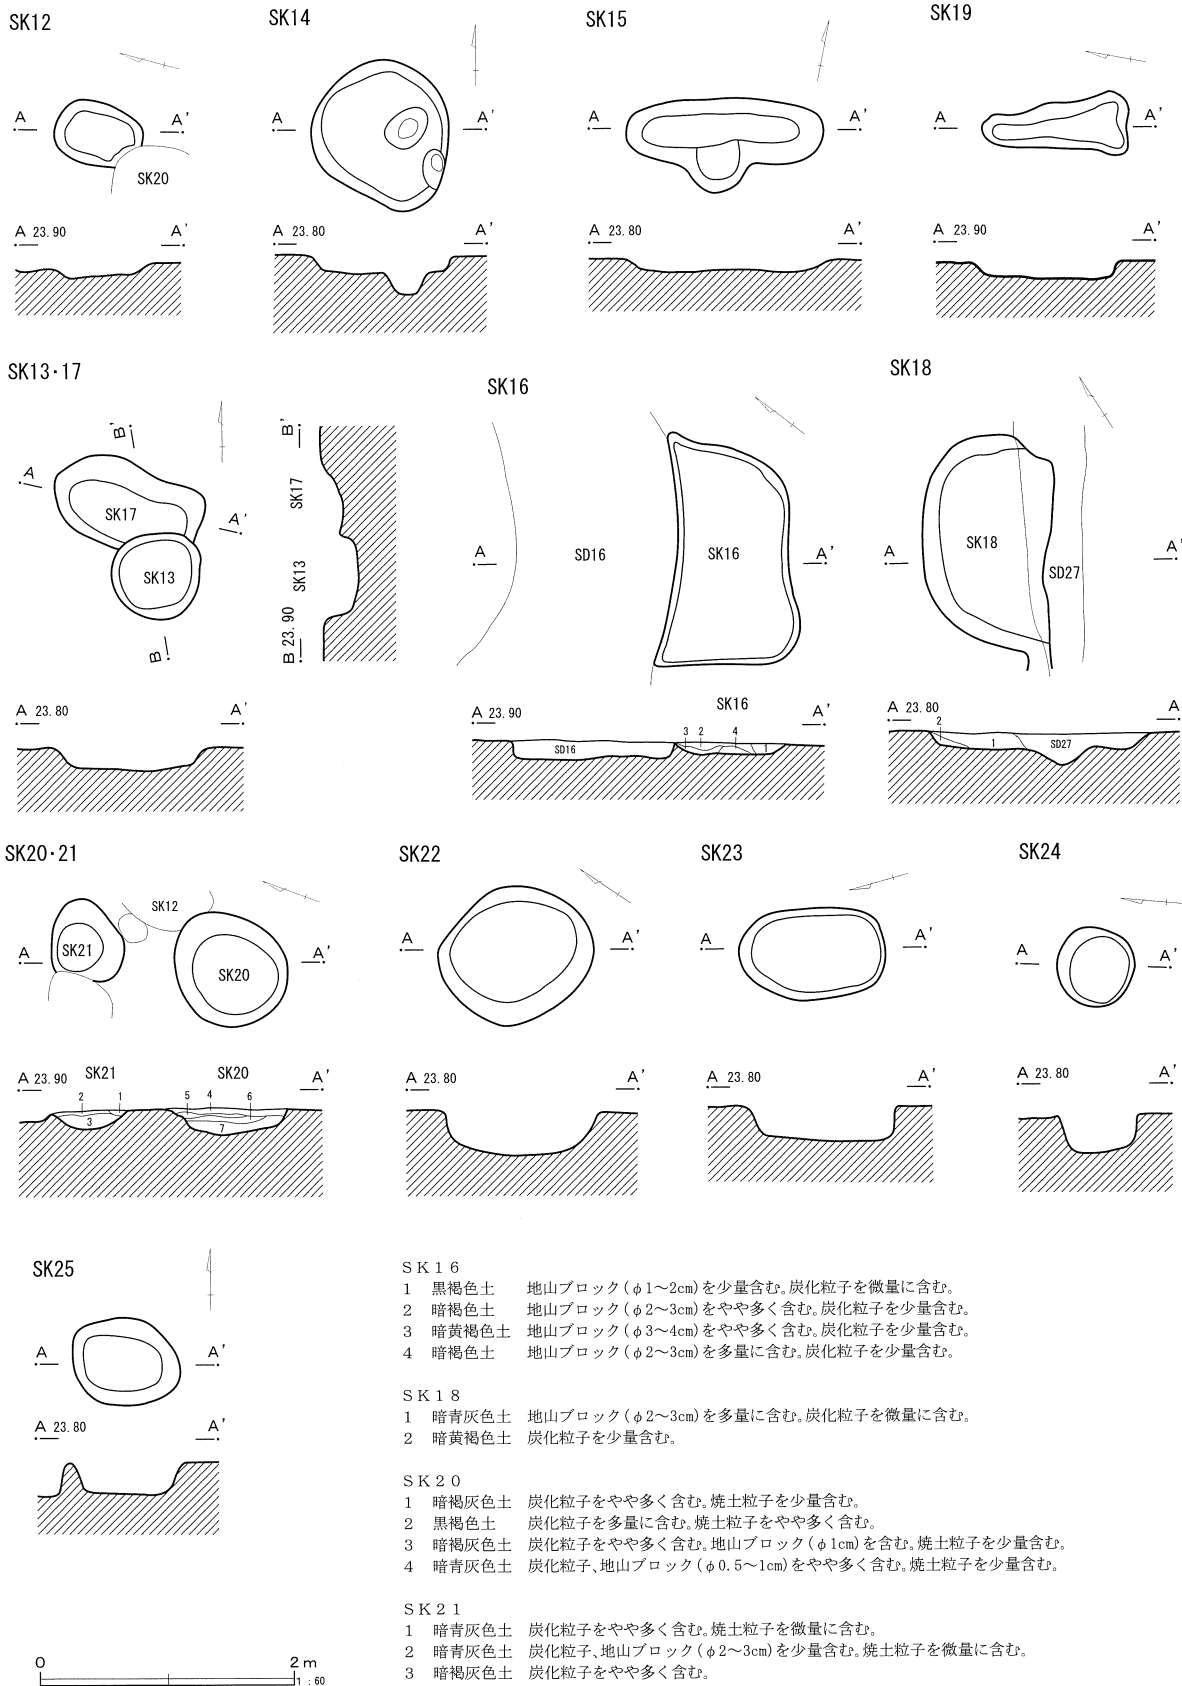 SK12
SK14
SK15
SK19
A A'
SK20
A A'
A A'
A A'
A 23.90 A'
A 23.80 A'
A 23.80 A'
A 23.90 A'
SK13・17
SK16
SK18
B'
A
SK17
A'
SK13
B
B'
SK17
SK13
B 23.90
A
SD16
SK16
A'
A
SK18
SD27
A'
A 23.80 A'
SK16
A 23.90 A'
3 2 4
SD16
1
A 23.80 A
2
1
SD27
SK20・21
SK22
SK23
SK24
SK12
A
SK21
SK20
A'
A A'
A A'
A A'
SK21
SK20
A 23.90 A'
2 1
3
5 4 6
7
A 23.80 A'
A 23.80 A'
A 23.80 A'
SK25
A A'
A 23.80 A'
SK16
1 黒褐色土 地山ブロック(φ1～2cm)を少量含む。炭化粒子を微量に含む。
2 暗褐色土 地山ブロック(φ2～3cm)をやや多く含む。炭化粒子を少量含む。
3 暗黄褐色土 地山ブロック(φ3～4cm)をやや多く含む。炭化粒子を少量含む。
4 暗褐色土 地山ブロック(φ2～3cm)を多量に含む。炭化粒子を少量含む。
SK18
1 暗青灰色土 地山ブロック(φ2～3cm)を多量に含む。炭化粒子を微量に含む。
2 暗黄褐色土 炭化粒子を少量含む。
SK20
1 暗褐灰色土 炭化粒子をやや多く含む。焼土粒子を少量含む。
2 黒褐色土 炭化粒子を多量に含む。焼土粒子をやや多く含む。
3 暗褐灰色土 炭化粒子をやや多く含む。地山ブロック(φ1cm)を含む。焼土粒子を少量含む。
4 暗青灰色土 炭化粒子、地山ブロック(φ0.5～1cm)をやや多く含む。焼土粒子を少量含む。
SK21
1 暗青灰色土 炭化粒子をやや多く含む。焼土粒子を微量に含む。
2 暗青灰色土 炭化粒子、地山ブロック(φ2～3cm)を少量含む。焼土粒子を微量に含む。
3 暗褐灰色土 炭化粒子をやや多く含む。
0 2m
1:60